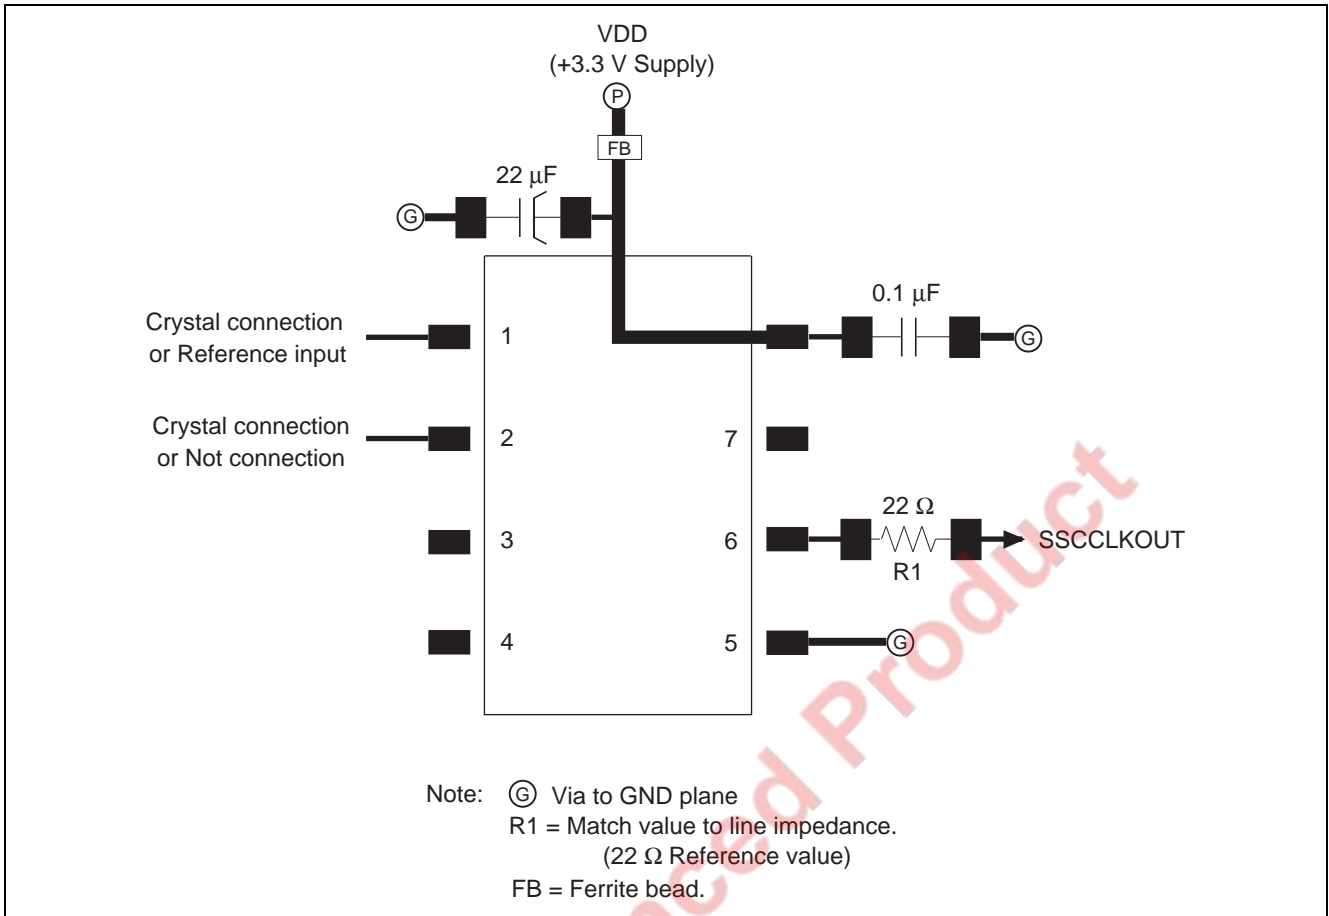 VDD
(+3.3 V Supply)
P
FB
22 μF
G
0.1 μF
Crystal connection
or Reference input
1
G
Crystal connection
or Not connection
2
7
22 Ω
3
6
SSCCLKOUT
R1
4
5
G
Note: G Via to GND plane
R1 = Match value to line impedance.
(22 Ω Reference value)
FB = Ferrite bead.
ced Product